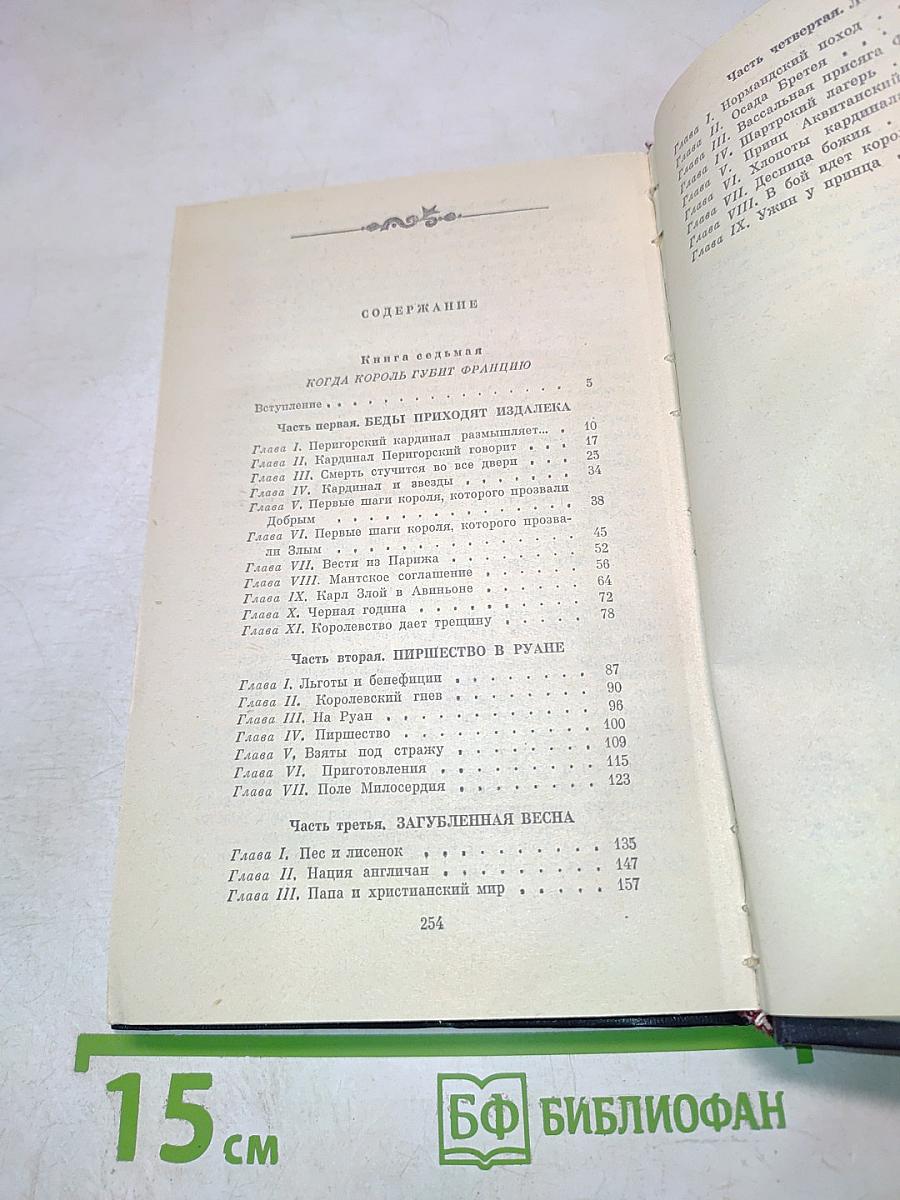 СОДЕРЖАНИЕ
Книга седьмая
КОГДА КОРОЛЬ ГУБИТ ФРАНЦИЮ
Вступление . . . . . . . . . . . . . . . . 5
Часть первая. БЕДЫ ПРИХОДЯТ ИЗДАЛЕКА
Глава I. Перигорский кардинал размышляет... . 10
Глава II. Кардинал Перигорский говорит . . . 17
Глава III. Смерть стучится во все двери . . . 25
Глава IV. Кардинал и звезды . . . . . . . 34
Глава V. Первые шаги короля, которого прозвали
Добрым . . . . . . . . . . . . . 38
Глава VI. Первые шаги короля, которого прозва-
ли Злым . . . . . . . . . . . . . 45
Глава VII. Вести из Парижа . . . . . . . . 52
Глава VIII. Мантское соглашение . . . . . . 56
Глава IX. Карл Злой в Авиньоне . . . . . . 64
Глава X. Черная година . . . . . . . . . 72
Глава XI. Королевство дает трещину . . . . . 78
Часть вторая. ПИРШЕСТВО В РУАНЕ
Глава I. Льготы и бенефиции . . . . . . . 87
Глава II. Королевский гнев . . . . . . . 90
Глава III. На Руан . . . . . . . . . . . 96
Глава IV. Пиршество . . . . . . . . . . 100
Глава V. Взяты под стражу . . . . . . . 109
Глава VI. Приготовления . . . . . . . . 115
Глава VII. Поле Милосердия . . . . . . . 123
Часть третья. ЗАГУБЛЕННАЯ ВЕСНА
Глава I. Пес и лисенок . . . . . . . . . 135
Глава II. Нация англичан . . . . . . . . 147
Глава III. Папа и христианский мир . . . . . 157
254
Часть четвертая.
Глава I. Нормандский поход .
Глава II. Осада Бретея . . .
Глава III. Вассальная присяга
Глава IV. Шартрский лагерь .
Глава V. Принц Аквитанский
Глава VI. Хлопоты кардинала
Глава VII. Десница божия .
Глава VIII. В бой идет
Глава IX. Ужин у принца .
15 см
БФ БИБЛИОФАН